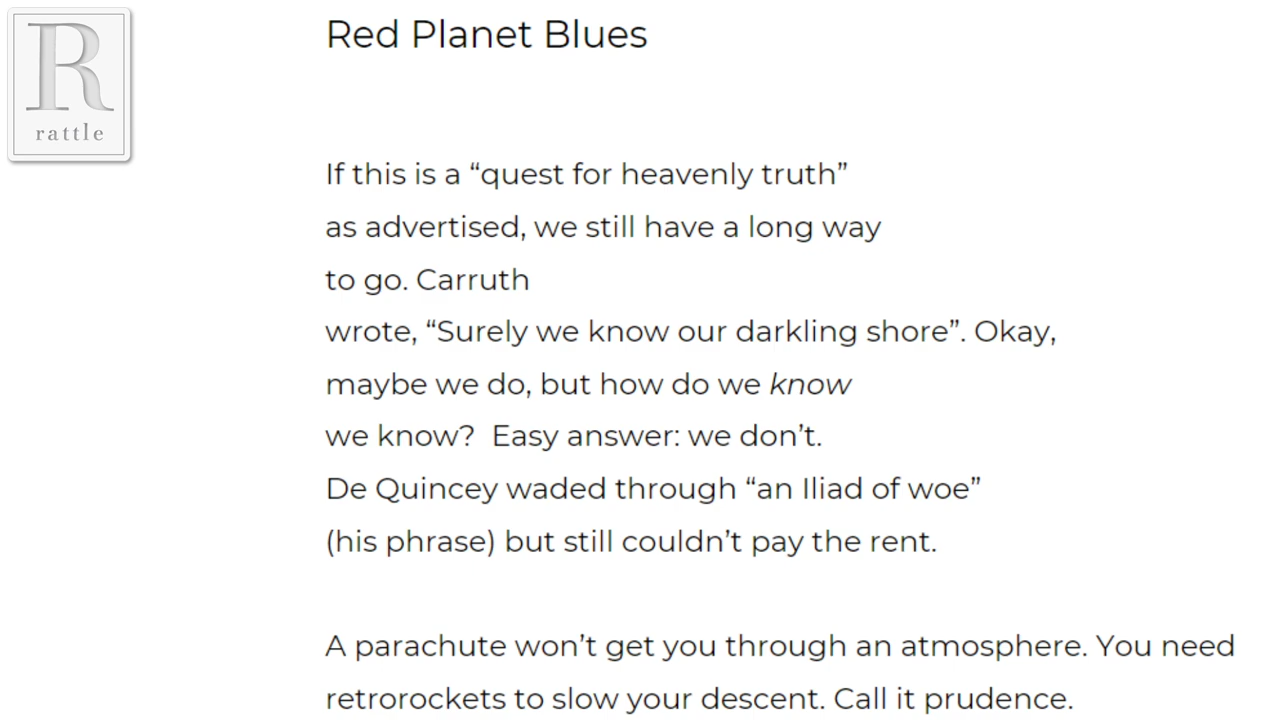 R
rattle
Red Planet Blues
If this is a “quest for heavenly truth”
as advertised, we still have a long way
to go. Carruth
wrote, “Surely we know our darkling shore”. Okay,
maybe we do, but how do we know
we know?  Easy answer: we don’t.
De Quincey waded through “an Iliad of woe”
(his phrase) but still couldn’t pay the rent.
A parachute won’t get you through an atmosphere. You need
retrorockets to slow your descent. Call it prudence.